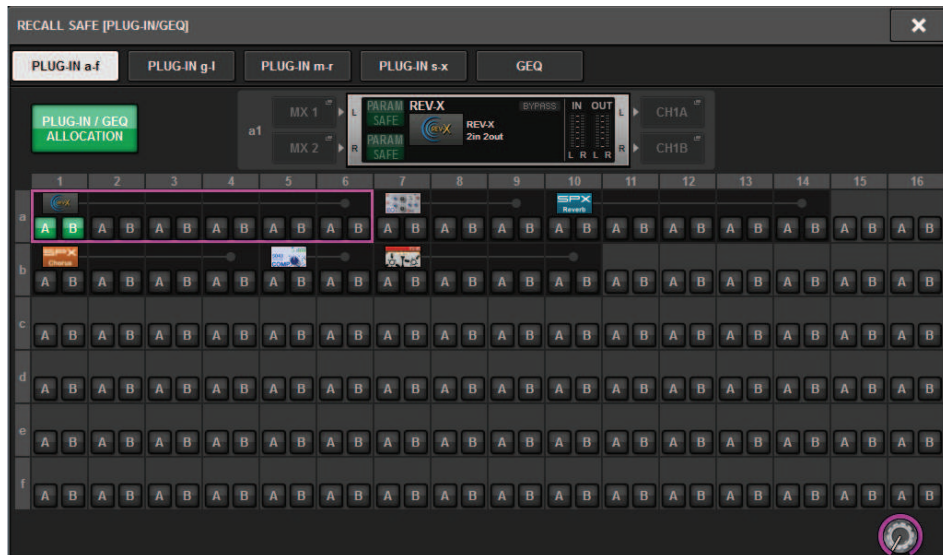 RECALL SAFE [PLUG-IN/GEQ]
PLUG-IN a-f PLUG-IN g-l PLUG-IN m-r PLUG-IN s-x GEQ
PLUG-IN / GEQ
ALLOCATION
a1
MX 1
MX 2
L
R
PARAM
SAFE
PARAM
SAFE
REV-X
BYPASS
REV-X
REV-X
2in 2out
IN OUT
L R L R
L
R
CH1A
CH1B
1 2 3 4 5 6 7 8 9 10 11 12 13 14 15 16
SPX
Reverb
a
A B A B A B A B A B A B A B A B A B A B A B A B A B A B A B A B
SPX
Chorus
COMP
b
A B A B A B A B A B A B A B A B A B A B A B A B A B A B A B A B
c
A B A B A B A B A B A B A B A B A B A B A B A B A B A B A B A B
d
A B A B A B A B A B A B A B A B A B A B A B A B A B A B A B A B
e
A B A B A B A B A B A B A B A B A B A B A B A B A B A B A B A B
f
A B A B A B A B A B A B A B A B A B A B A B A B A B A B A B A B